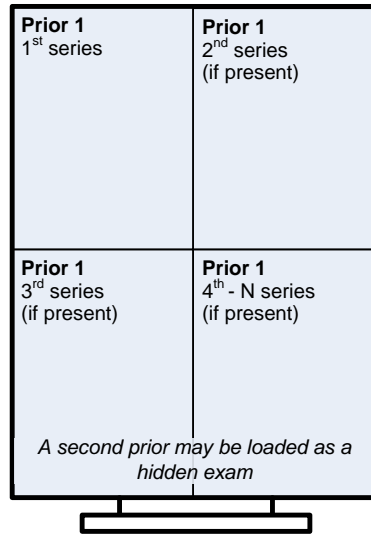 Prior 1
1st series
Prior 1
2nd series
(if present)
Prior 1
3rd series
(if present)
Prior 1
4th - N series
(if present)
A second prior may be loaded as a
hidden exam